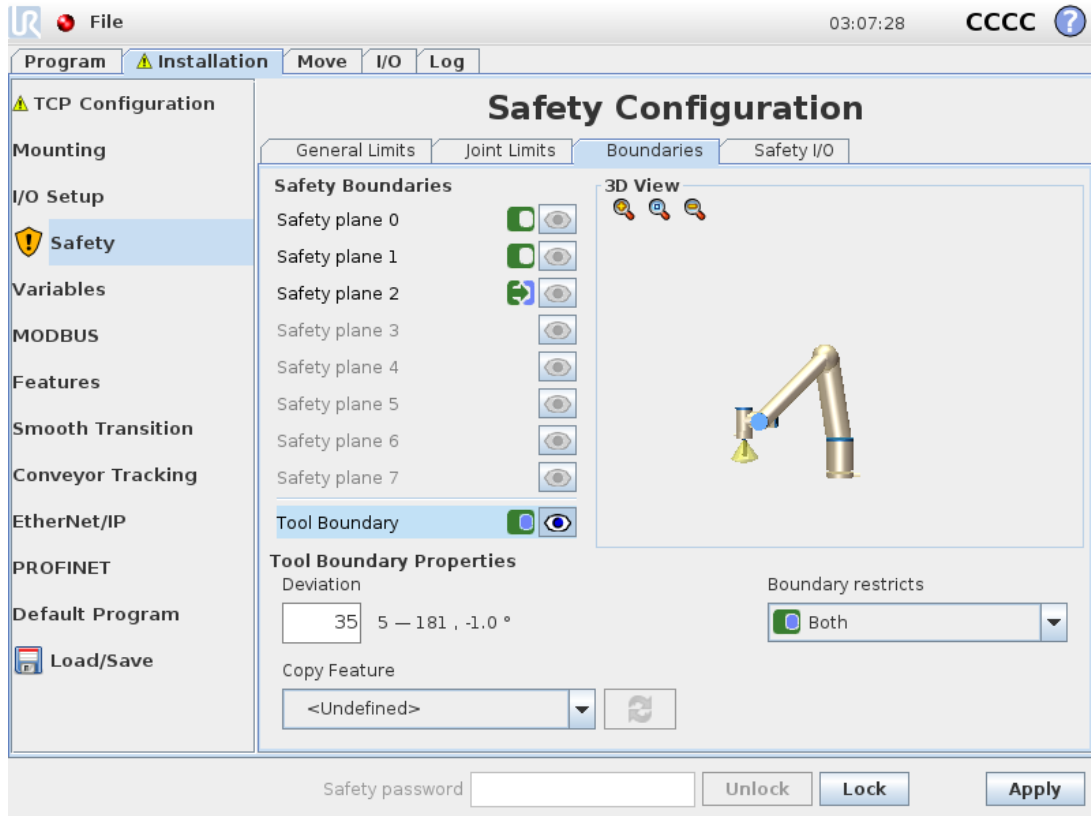 UR File 03:07:28 CCCC ?
Program Installation Move I/O Log
TCP Configuration
Mounting
I/O Setup
Safety
Variables
MODBUS
Features
Smooth Transition
Conveyor Tracking
EtherNet/IP
PROFINET
Default Program
Load/Save
Safety Configuration
General Limits Joint Limits Boundaries Safety I/O
Safety Boundaries
Safety plane 0
Safety plane 1
Safety plane 2
Safety plane 3
Safety plane 4
Safety plane 5
Safety plane 6
Safety plane 7
Tool Boundary
3D View
Tool Boundary Properties
Deviation
35 5 — 181 , -1.0 °
Boundary restricts
Both
Copy Feature
<Undefined>
Safety password Unlock Lock Apply